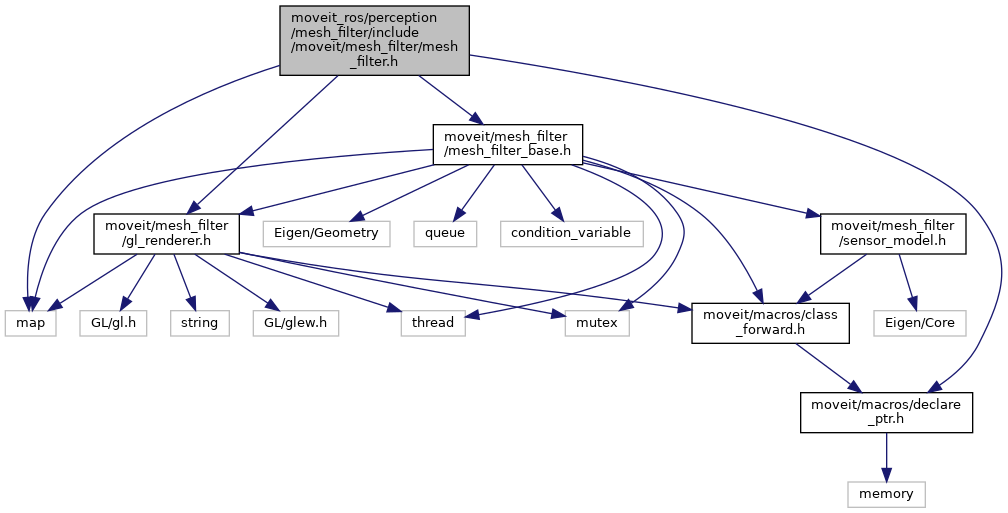 moveit_ros/perception
/mesh_filter/include
/moveit/mesh_filter/mesh
_filter.h
moveit/mesh_filter
/mesh_filter_base.h
moveit/mesh_filter
/gl_renderer.h
Eigen/Geometry
queue
condition_variable
moveit/mesh_filter
/sensor_model.h
map
GL/gl.h
string
GL/glew.h
thread
mutex
moveit/macros/class
_forward.h
Eigen/Core
moveit/macros/declare
_ptr.h
memory